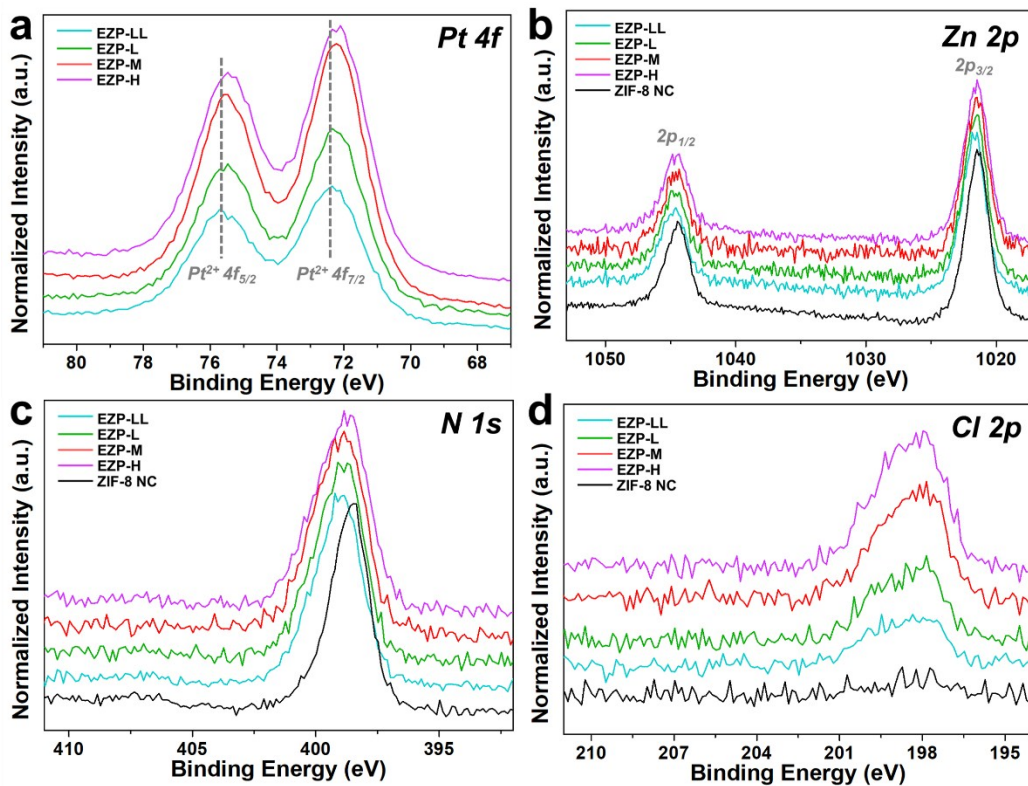 a
Pt 4f
EZP-LL
EZP-L
EZP-M
EZP-H
Pt²⁺ 4f₅/₂
Pt²⁺ 4f₇/₂
Normalized Intensity (a.u.)
80 78 76 74 72 70 68
Binding Energy (eV)
b
Zn 2p
EZP-LL
EZP-L
EZP-M
EZP-H
ZIF-8 NC
2p₁/₂
2p₃/₂
Normalized Intensity (a.u.)
1050 1040 1030 1020
Binding Energy (eV)
c
N 1s
EZP-LL
EZP-L
EZP-M
EZP-H
ZIF-8 NC
Normalized Intensity (a.u.)
410 405 400 395
Binding Energy (eV)
d
Cl 2p
EZP-LL
EZP-L
EZP-M
EZP-H
ZIF-8 NC
Normalized Intensity (a.u.)
210 207 204 201 198 194
Binding Energy (eV)